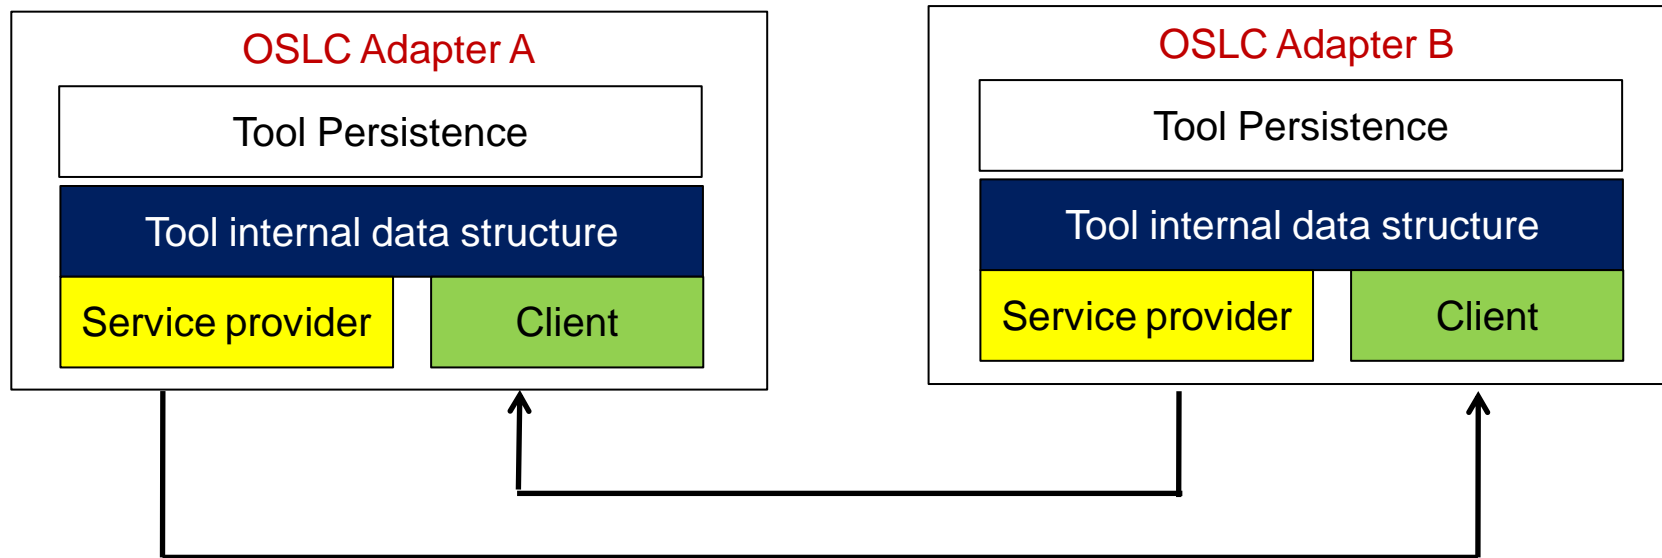 OSLC Adapter A
Tool Persistence
Tool internal data structure
Service provider
Client
OSLC Adapter B
Tool Persistence
Tool internal data structure
Service provider
Client